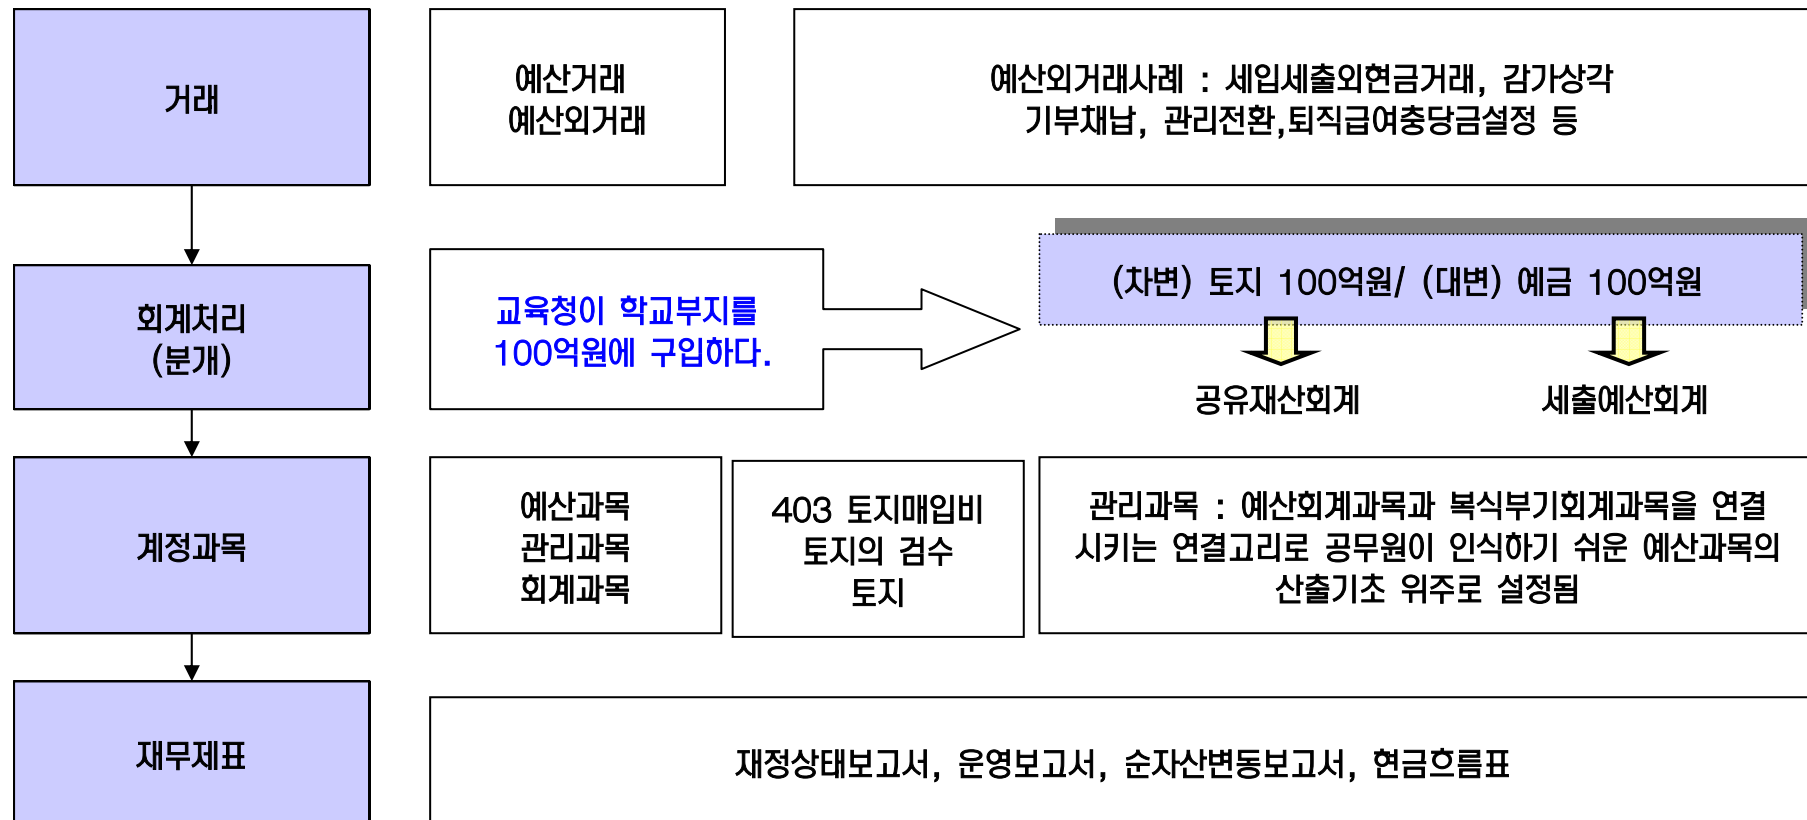 거래
예산거래
예산외거래
예산외거래사례 : 세입세출외현금거래, 감가상각
기부채납, 관리전환,퇴직급여충당금설정 등
회계처리
(분개)
교육청이 학교부지를
100억원에 구입하다.
(차변) 토지 100억원/ (대변) 예금 100억원
공유재산회계
세출예산회계
계정과목
예산과목
관리과목
회계과목
403 토지매입비
토지의 검수
토지
관리과목 : 예산회계과목과 복식부기회계과목을 연결
시키는 연결고리로 공무원이 인식하기 쉬운 예산과목의
산출기초 위주로 설정됨
재무제표
재정상태보고서, 운영보고서, 순자산변동보고서, 현금흐름표